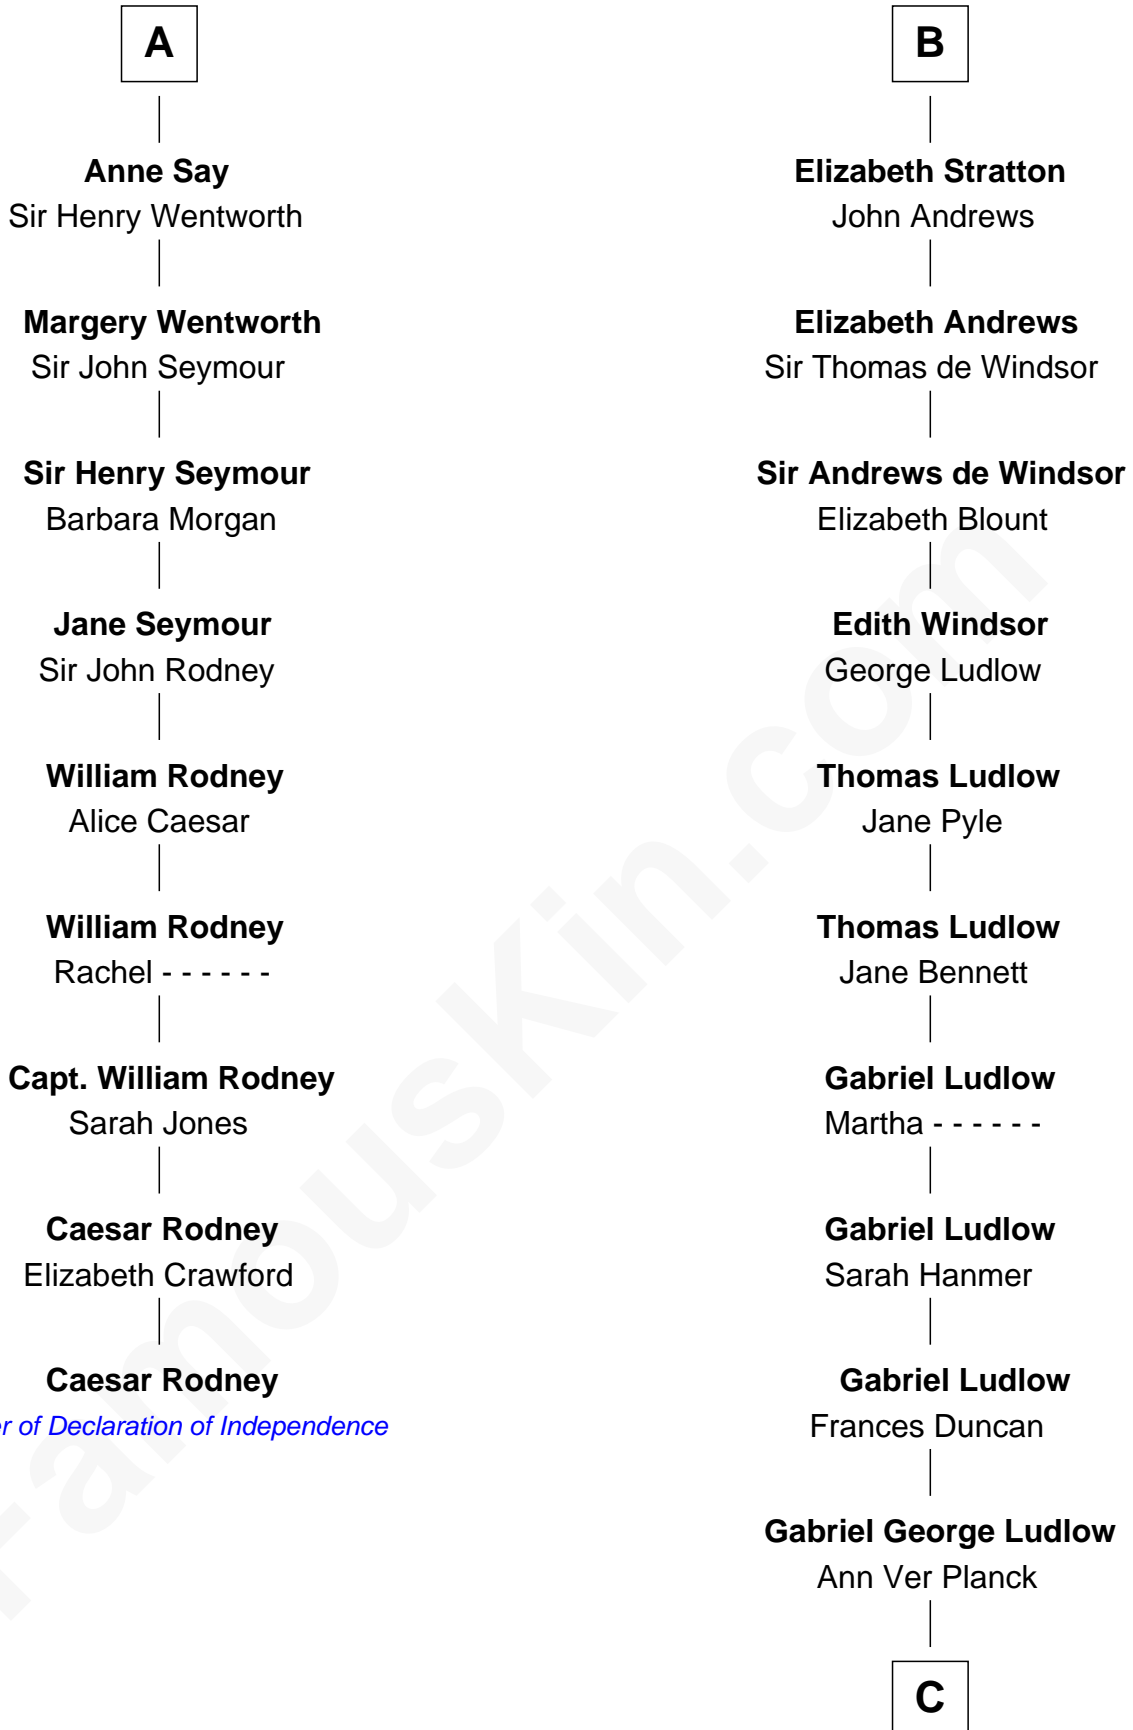 A
Anne Say
Sir Henry Wentworth
Margery Wentworth
Sir John Seymour
Sir Henry Seymour
Barbara Morgan
Jane Seymour
Sir John Rodney
William Rodney
Alice Caesar
William Rodney
Rachel - - - - - -
Capt. William Rodney
Sarah Jones
Caesar Rodney
Elizabeth Crawford
Caesar Rodney
of Declaration of Independence
B
Elizabeth Stratton
John Andrews
Elizabeth Andrews
Sir Thomas de Windsor
Sir Andrews de Windsor
Elizabeth Blount
Edith Windsor
George Ludlow
Thomas Ludlow
Jane Pyle
Thomas Ludlow
Jane Bennett
Gabriel Ludlow
Martha - - - - - -
Gabriel Ludlow
Sarah Hanmer
Gabriel Ludlow
Frances Duncan
Gabriel George Ludlow
Ann Ver Planck
C
FamousKin.com